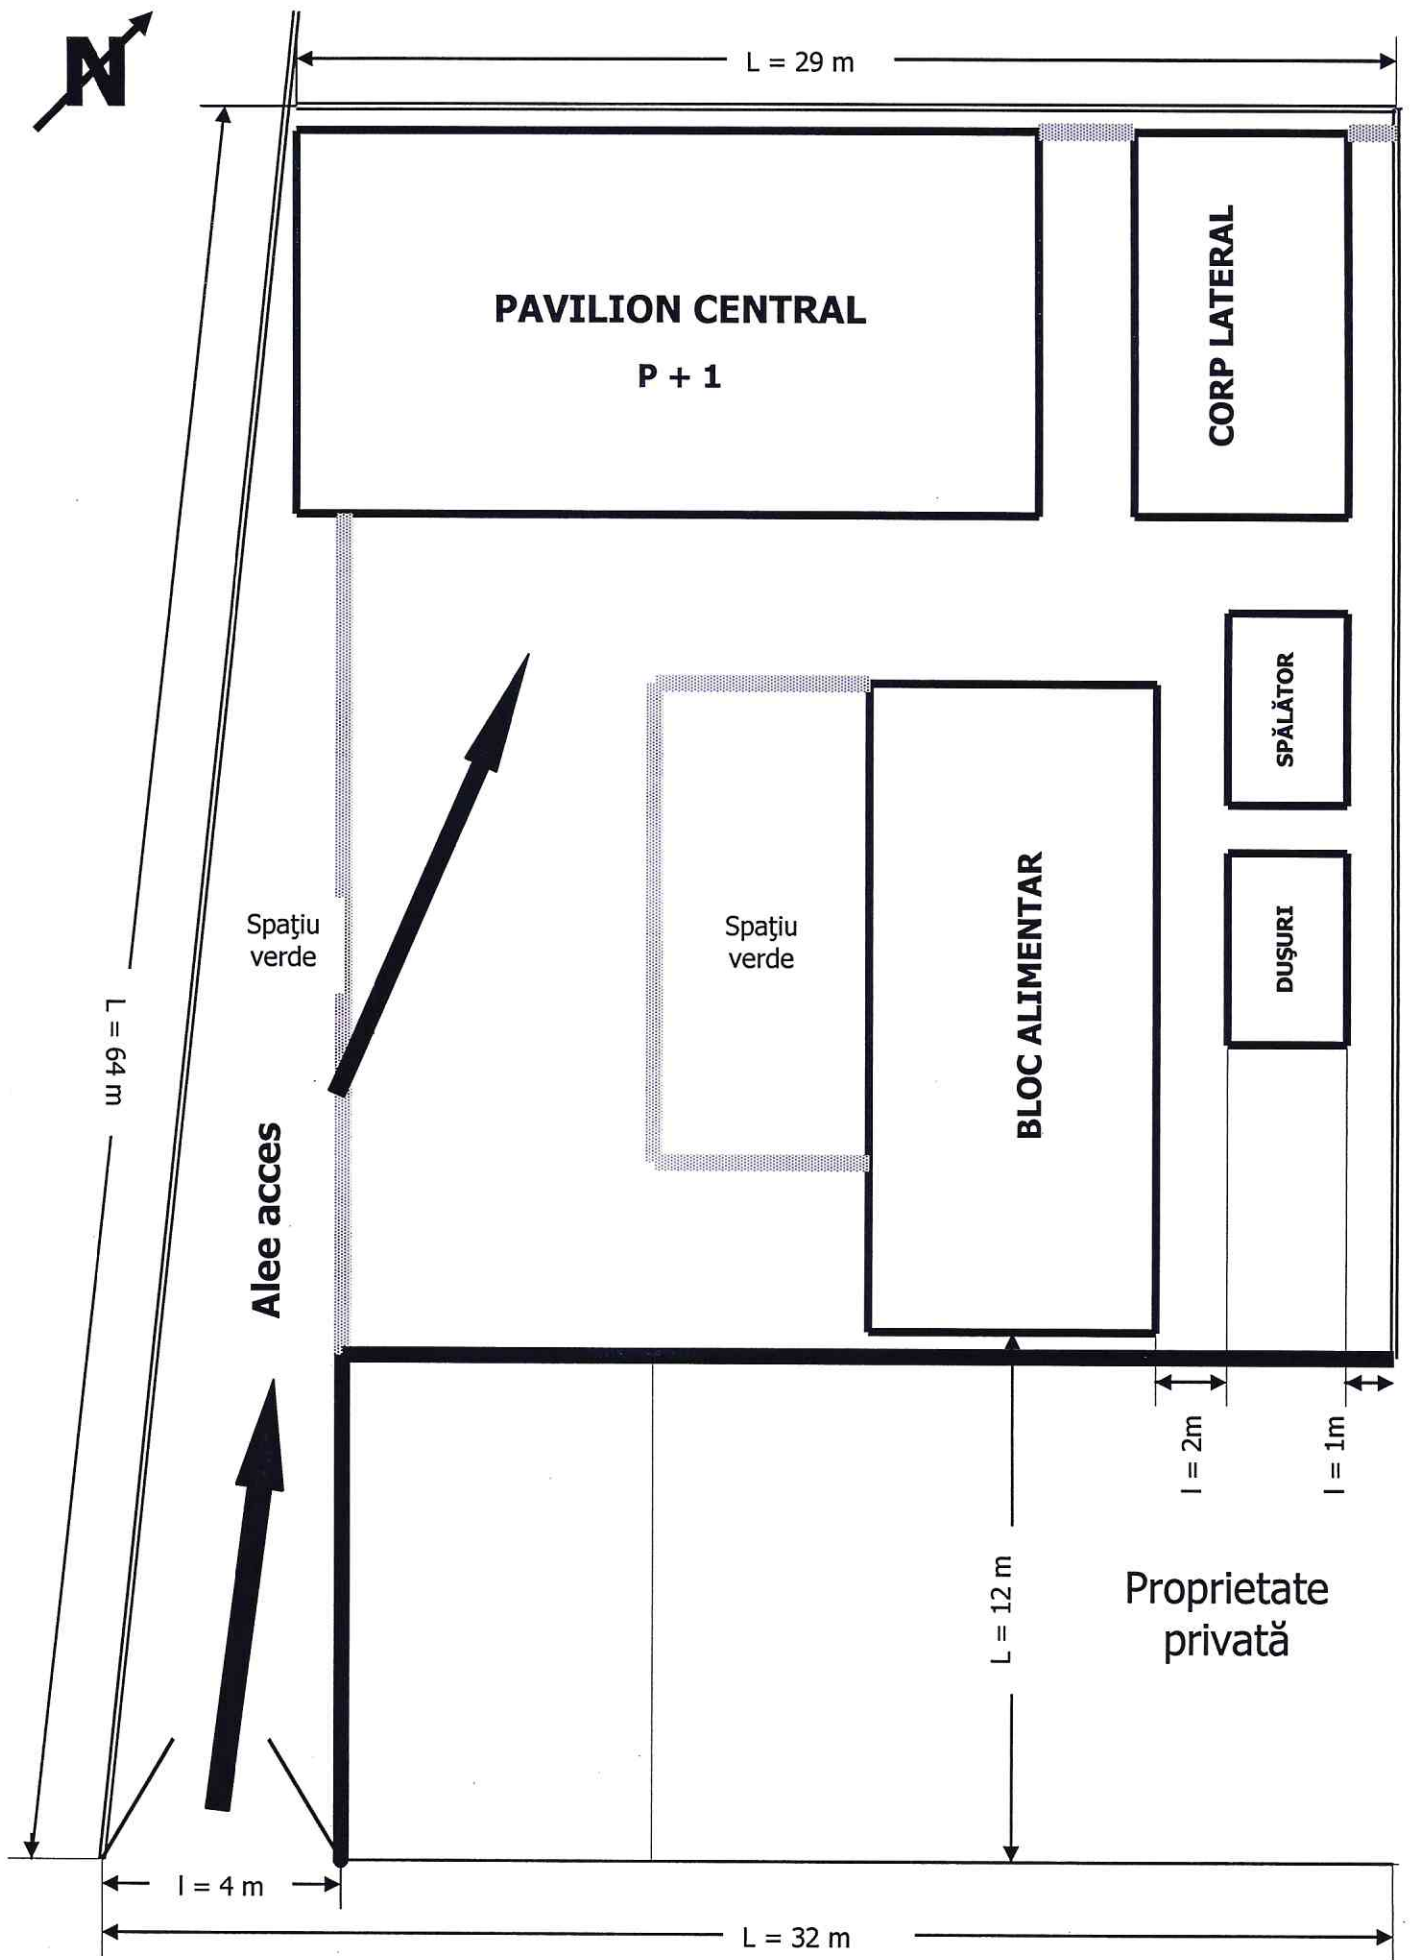 N
L = 29 m
PAVILION CENTRAL
P + 1
CORP LATERAL
SPĂLĂTOR
Spaţiu
verde
Spaţiu
verde
BLOC ALIMENTAR
DUŞURI
L = 64 m
Alee acces
l = 2m
l = 1m
L = 12 m
Proprietate
privată
l = 4 m
L = 32 m